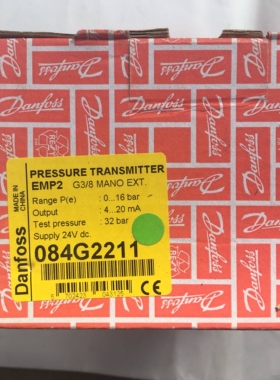 Danfoss
MADE IN
CHINA
PRESSURE TRANSMITTER
EMP2 G3/8 MANO EXT.
Range P(e) : 0...16 bar
Output : 4...20 mA
Test pressure : 32 bar
Supply 24V dc.
084G2211
Danfoss
CE